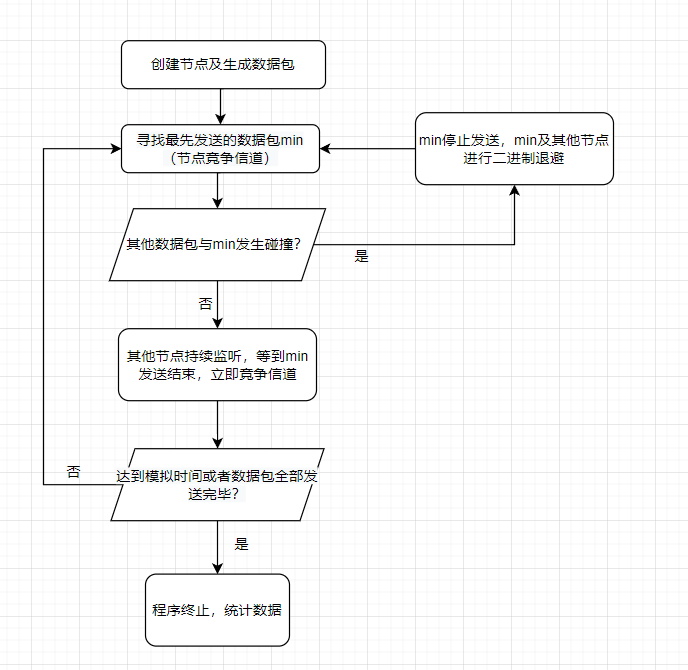 创建节点及生成数据包
寻找最先发送的数据包min
（节点竞争信道）
min停止发送，min及其他节点
进行二进制退避
其他数据包与min发生碰撞?
是
否
其他节点持续监听，等到min
发送结束，立即竞争信道
达到模拟时间或者数据包全部发
送完毕?
否
是
程序终止，统计数据